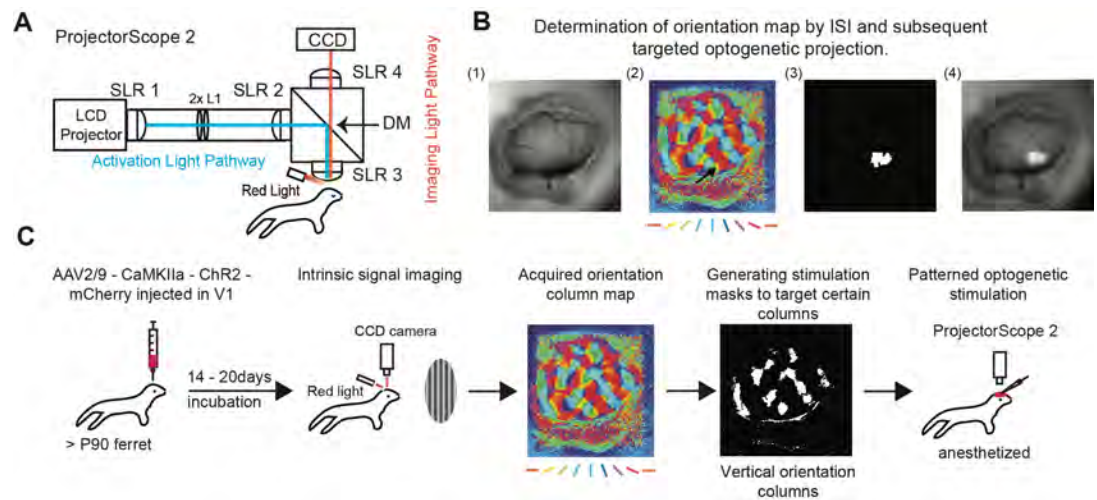 A
ProjectorScope 2
CCD
SLR 4
SLR 1
SLR 2
2x L1
LCD
Projector
DM
Activation Light Pathway
SLR 3
Red Light
Imaging Light Pathway
B
Determination of orientation map by ISI and subsequent
targeted optogenetic projection.
(1)
(2)
(3)
(4)
C
AAV2/9 - CaMKIIa - ChR2 -
mCherry injected in V1
14 - 20days
incubation
> P90 ferret
Intrinsic signal imaging
CCD camera
Red light
Acquired orientation
column map
Generating stimulation
masks to target certain
columns
Vertical orientation
columns
Patterned optogenetic
stimulation
ProjectorScope 2
anesthetized